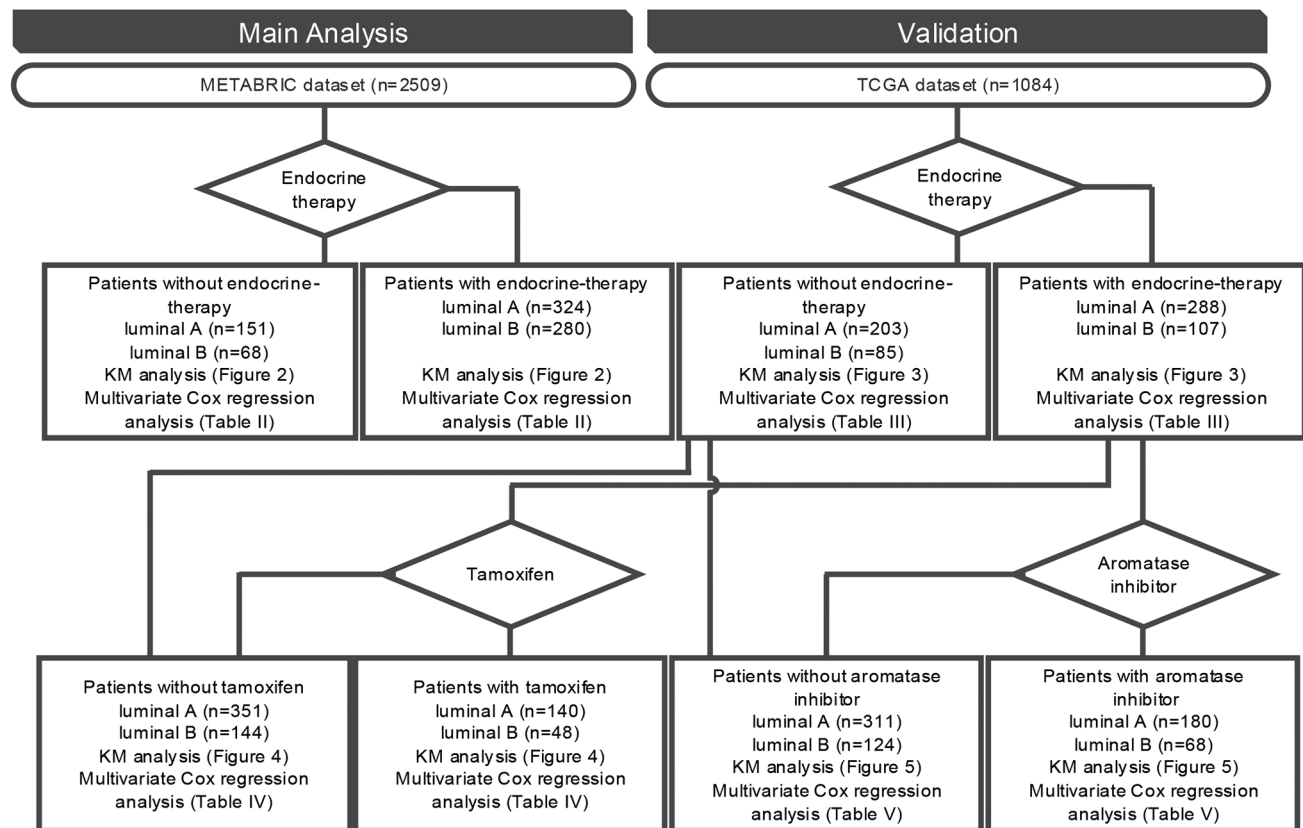 Main Analysis
Validation
METABRIC dataset (n=2509)
TCGA dataset (n=1084)
Endocrine
therapy
Endocrine
therapy
Patients without endocrine-
therapy
luminal A (n=151)
luminal B (n=68)
KM analysis (Figure 2)
Multivariate Cox regression
analysis (Table II)
Patients with endocrine-therapy
luminal A (n=324)
luminal B (n=280)
KM analysis (Figure 2)
Multivariate Cox regression
analysis (Table II)
Patients without endocrine-
therapy
luminal A (n=203)
luminal B (n=85)
KM analysis (Figure 3)
Multivariate Cox regression
analysis (Table III)
Patients with endocrine-therapy
luminal A (n=288)
luminal B (n=107)
KM analysis (Figure 3)
Multivariate Cox regression
analysis (Table III)
Tamoxifen
Aromatase
inhibitor
Patients without tamoxifen
luminal A (n=351)
luminal B (n=144)
KM analysis (Figure 4)
Multivariate Cox regression
analysis (Table IV)
Patients with tamoxifen
luminal A (n=140)
luminal B (n=48)
KM analysis (Figure 4)
Multivariate Cox regression
analysis (Table IV)
Patients without aromatase
inhibitor
luminal A (n=311)
luminal B (n=124)
KM analysis (Figure 5)
Multivariate Cox regression
analysis (Table V)
Patients with aromatase
inhibitor
luminal A (n=180)
luminal B (n=68)
KM analysis (Figure 5)
Multivariate Cox regression
analysis (Table V)